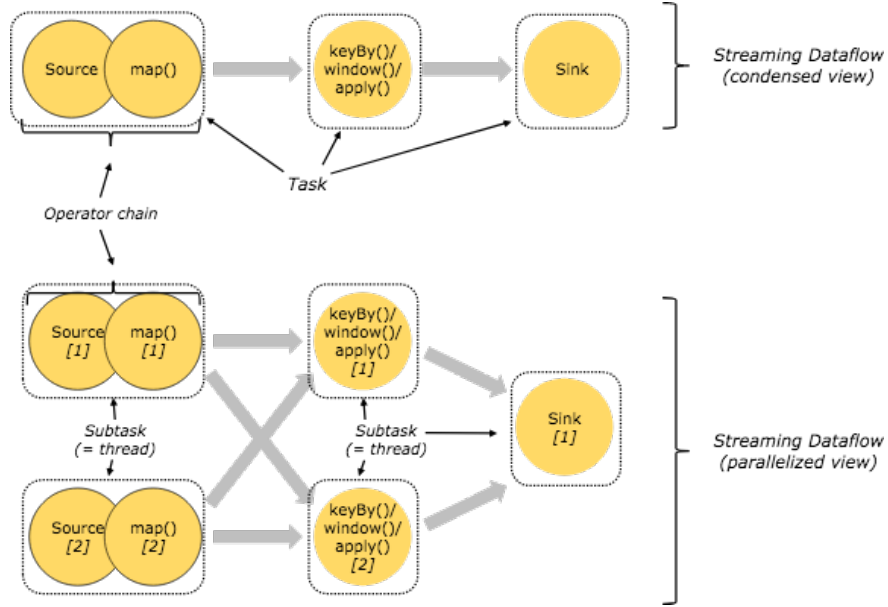 Source
map()
keyBy()/
window()/
apply()
Sink
Streaming Dataflow
(condensed view)
Task
Operator chain
Source
[1]
map()
[1]
keyBy()/
window()/
apply()
[1]
Subtask
(= thread)
Subtask
(= thread)
Sink
[1]
Streaming Dataflow
(parallelized view)
Source
[2]
map()
[2]
keyBy()/
window()/
apply()
[2]